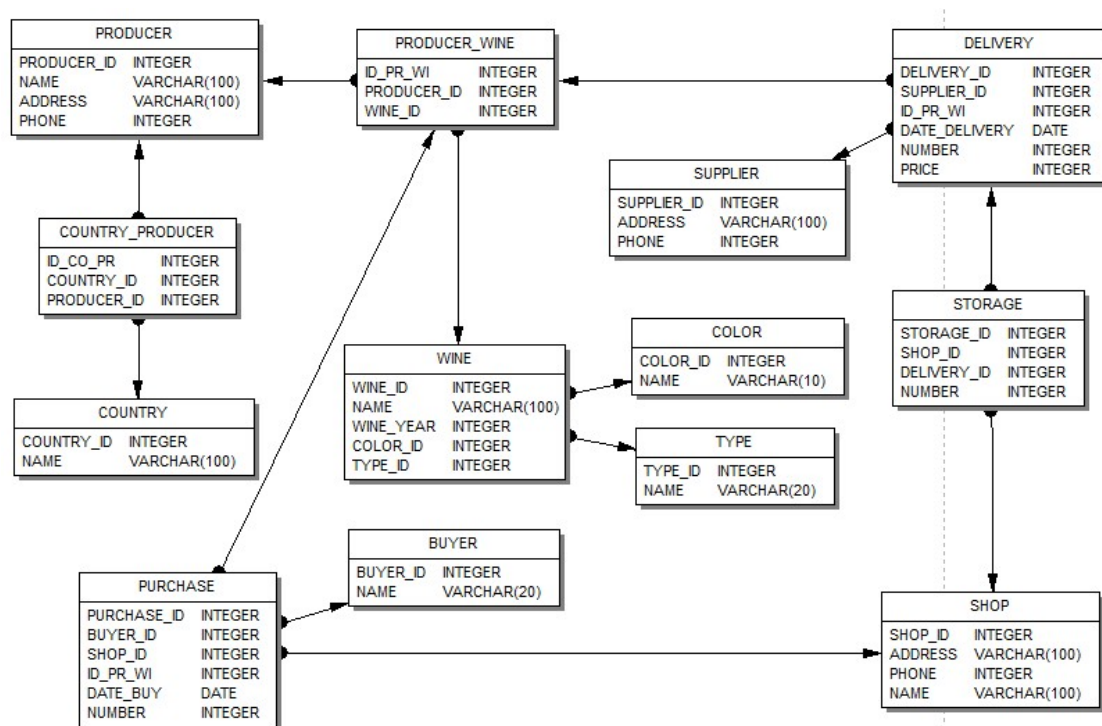 PRODUCER
PRODUCER_ID INTEGER
NAME VARCHAR(100)
ADDRESS VARCHAR(100)
PHONE INTEGER
PRODUCER_WINE
ID_PR_WI INTEGER
PRODUCER_ID INTEGER
WINE_ID INTEGER
DELIVERY
DELIVERY_ID INTEGER
SUPPLIER_ID INTEGER
ID_PR_WI INTEGER
DATE_DELIVERY DATE
NUMBER INTEGER
PRICE INTEGER
SUPPLIER
SUPPLIER_ID INTEGER
ADDRESS VARCHAR(100)
PHONE INTEGER
COUNTRY_PRODUCER
ID_CO_PR INTEGER
COUNTRY_ID INTEGER
PRODUCER_ID INTEGER
STORAGE
STORAGE_ID INTEGER
SHOP_ID INTEGER
DELIVERY_ID INTEGER
NUMBER INTEGER
COLOR
COLOR_ID INTEGER
NAME VARCHAR(10)
WINE
WINE_ID INTEGER
NAME VARCHAR(100)
WINE_YEAR INTEGER
COLOR_ID INTEGER
TYPE_ID INTEGER
COUNTRY
COUNTRY_ID INTEGER
NAME VARCHAR(100)
TYPE
TYPE_ID INTEGER
NAME VARCHAR(20)
BUYER
BUYER_ID INTEGER
NAME VARCHAR(20)
PURCHASE
PURCHASE_ID INTEGER
BUYER_ID INTEGER
SHOP_ID INTEGER
ID_PR_WI INTEGER
DATE_BUY DATE
NUMBER INTEGER
SHOP
SHOP_ID INTEGER
ADDRESS VARCHAR(100)
PHONE INTEGER
NAME VARCHAR(100)